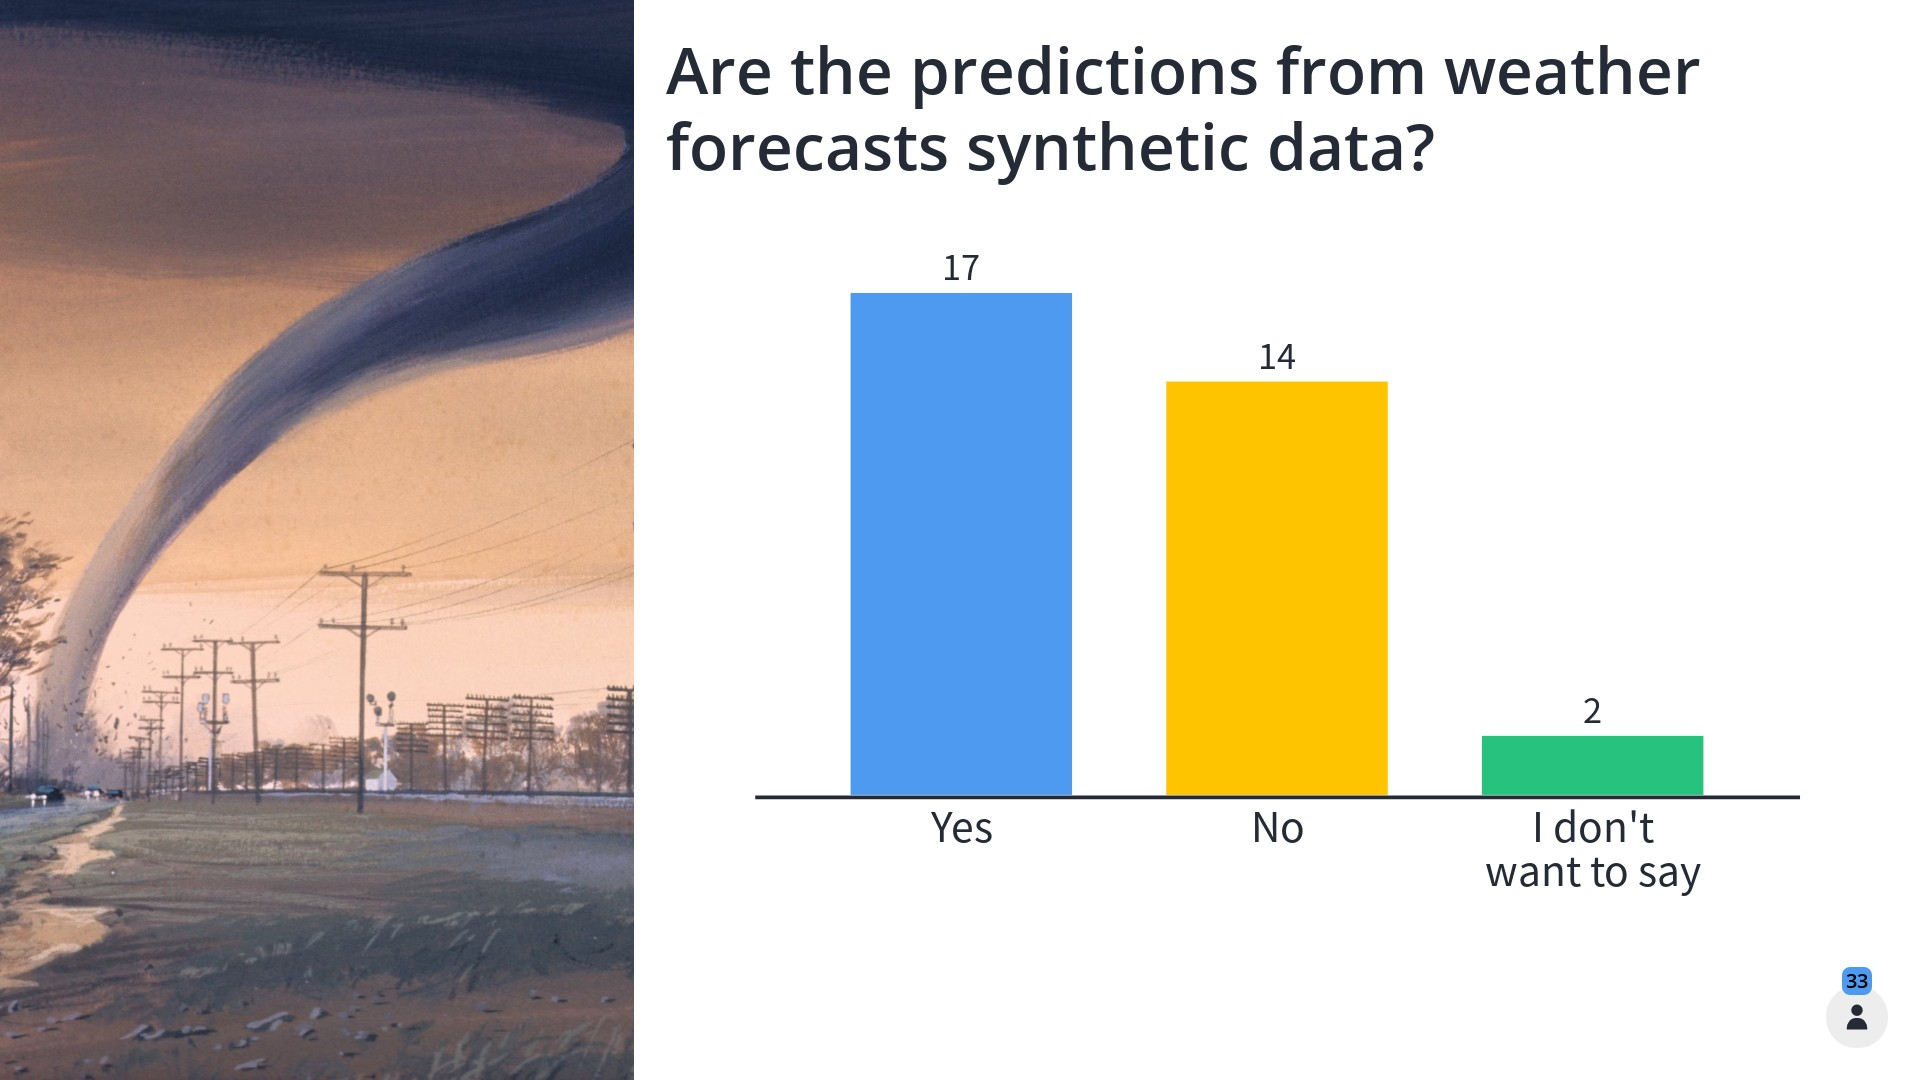 Are the predictions from weather
forecasts synthetic data?
17
14
2
Yes
No
I don't
want to say
33